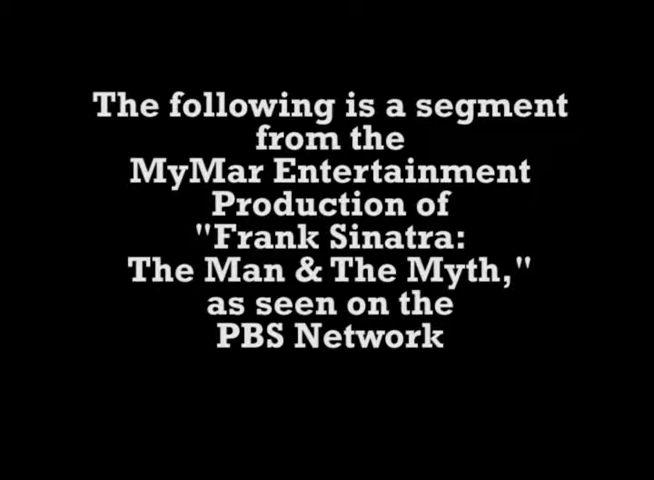 The following is a segment
from the
MyMar Entertainment
Production of
"Frank Sinatra:
The Man & The Myth,"
as seen on the
PBS Network